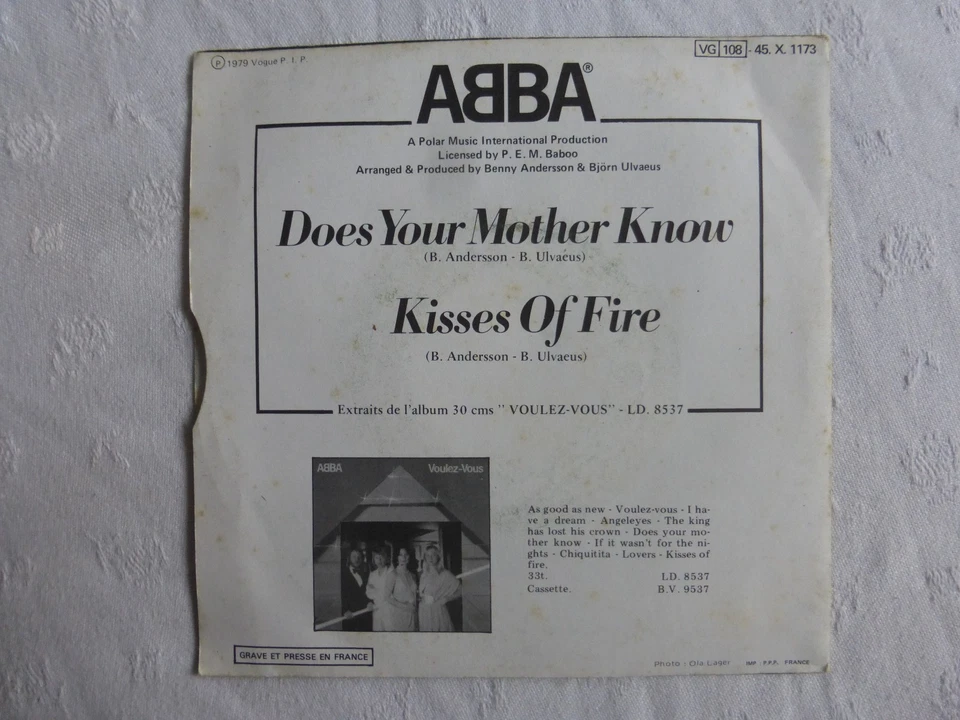 Ⓟ 1979 Vogue P. I. P.
VG 108 - 45. X. 1173
ABBA®
A Polar Music International Production
Licensed by P. E. M. Baboo
Arranged & Produced by Benny Andersson & Björn Ulvaeus
Does Your Mother Know
(B. Andersson - B. Ulvaeus)
Kisses Of Fire
(B. Andersson - B. Ulvaeus)
Extraits de l'album 30 cms " VOULEZ-VOUS" - LD. 8537
ABBA Voulez-Vous
As good as new - Voulez-vous - I ha-
ve a dream - Angeleyes - The king
has lost his crown - Does your mo-
ther know - If it wasn't for the ni-
ghts - Chiquitita - Lovers - Kisses of
fire.
33t. LD. 8537
Cassette. B.V. 9537
GRAVE ET PRESSE EN FRANCE
Photo : Ola Lager IMP. P.P.P. FRANCE